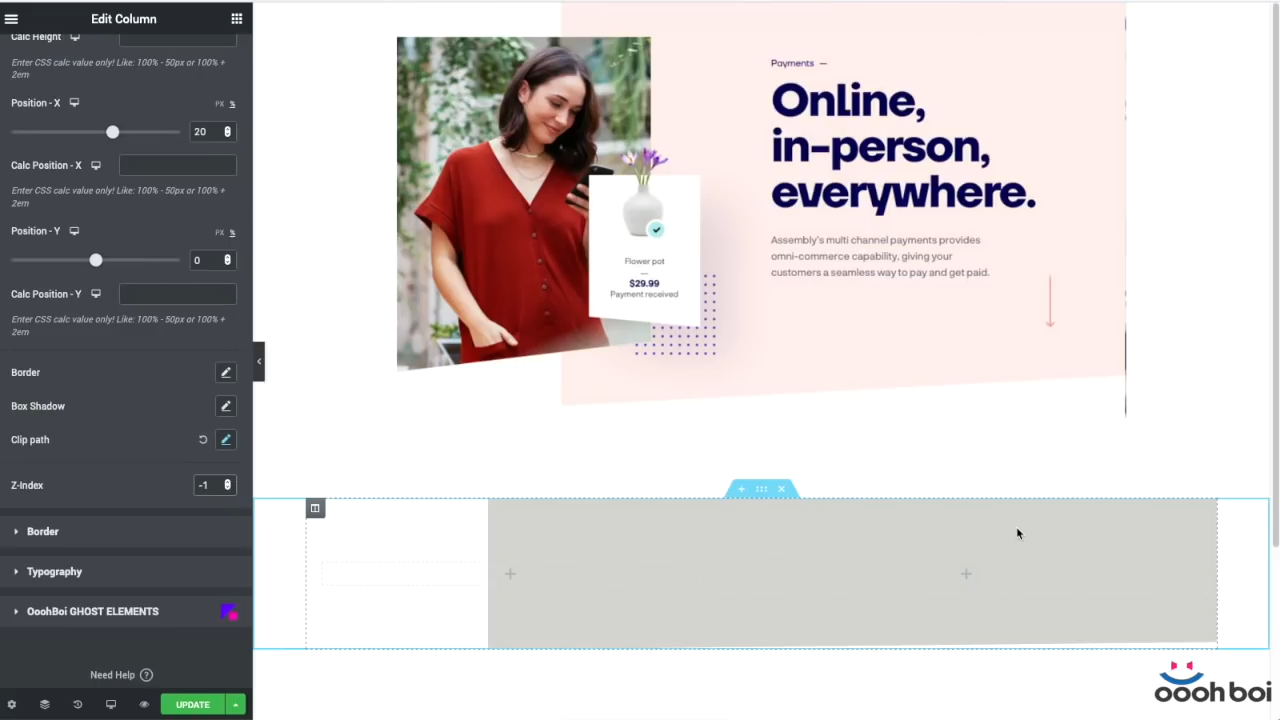 Edit Column
Calc Height
Enter CSS calc value only! Like: 100% - 50px or 100% +
2em
Position - X
PX %
20
Calc Position - X
Enter CSS calc value only! Like: 100% - 50px or 100% +
2em
Position - Y
PX %
0
Calc Position - Y
Enter CSS calc value only! Like: 100% - 50px or 100% +
2em
Border
Box Shadow
Clip path
Z-Index
-1
Border
Typography
OoohBoi GHOST ELEMENTS
Need Help ?
UPDATE
Payments —
Online,
in-person,
everywhere.
Assembly's multi channel payments provides
omni-commerce capability, giving your
customers a seamless way to pay and get paid.
Flower pot
—
$29.99
Payment received
oooh boi